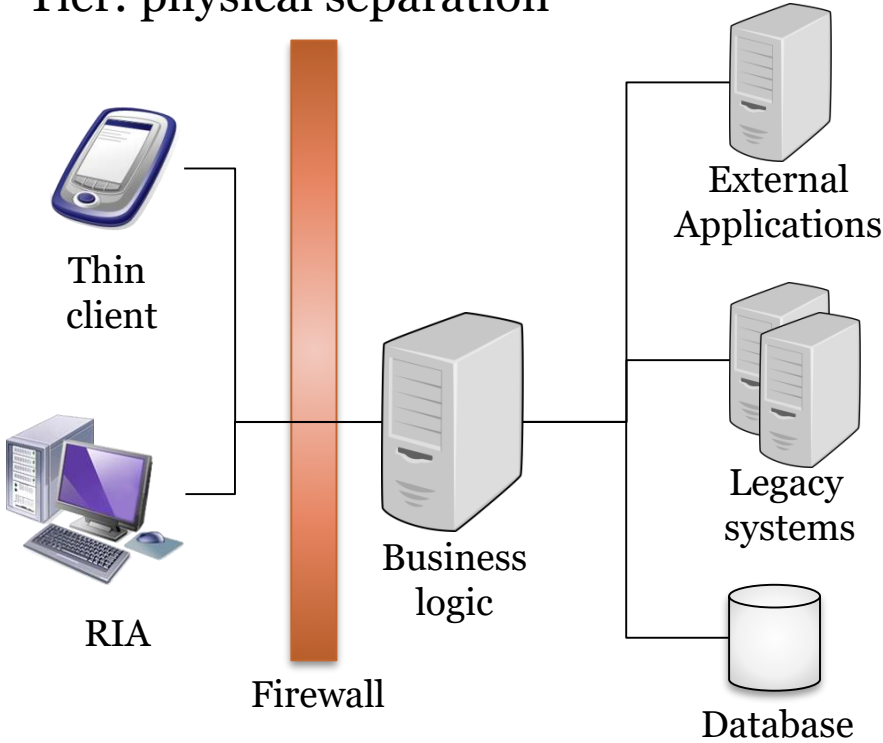 Tier: physical separation
External
Applications
Thin
client
Legacy
systems
Business
logic
RIA
Firewall
Database